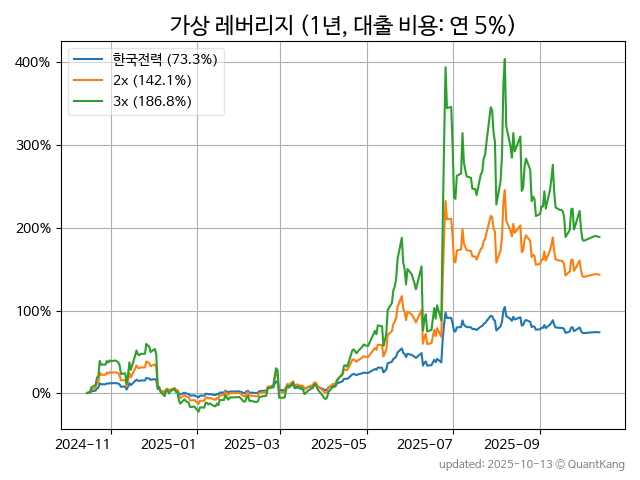 가상 레버리지 (1년, 대출 비용: 연 5%)
한국전력 (73.3%)
2x (142.1%)
3x (186.8%)
400%
300%
200%
100%
0%
2024-11
2025-01
2025-03
2025-05
2025-07
2025-09
updated: 2025-10-13 ⓒ QuantKang